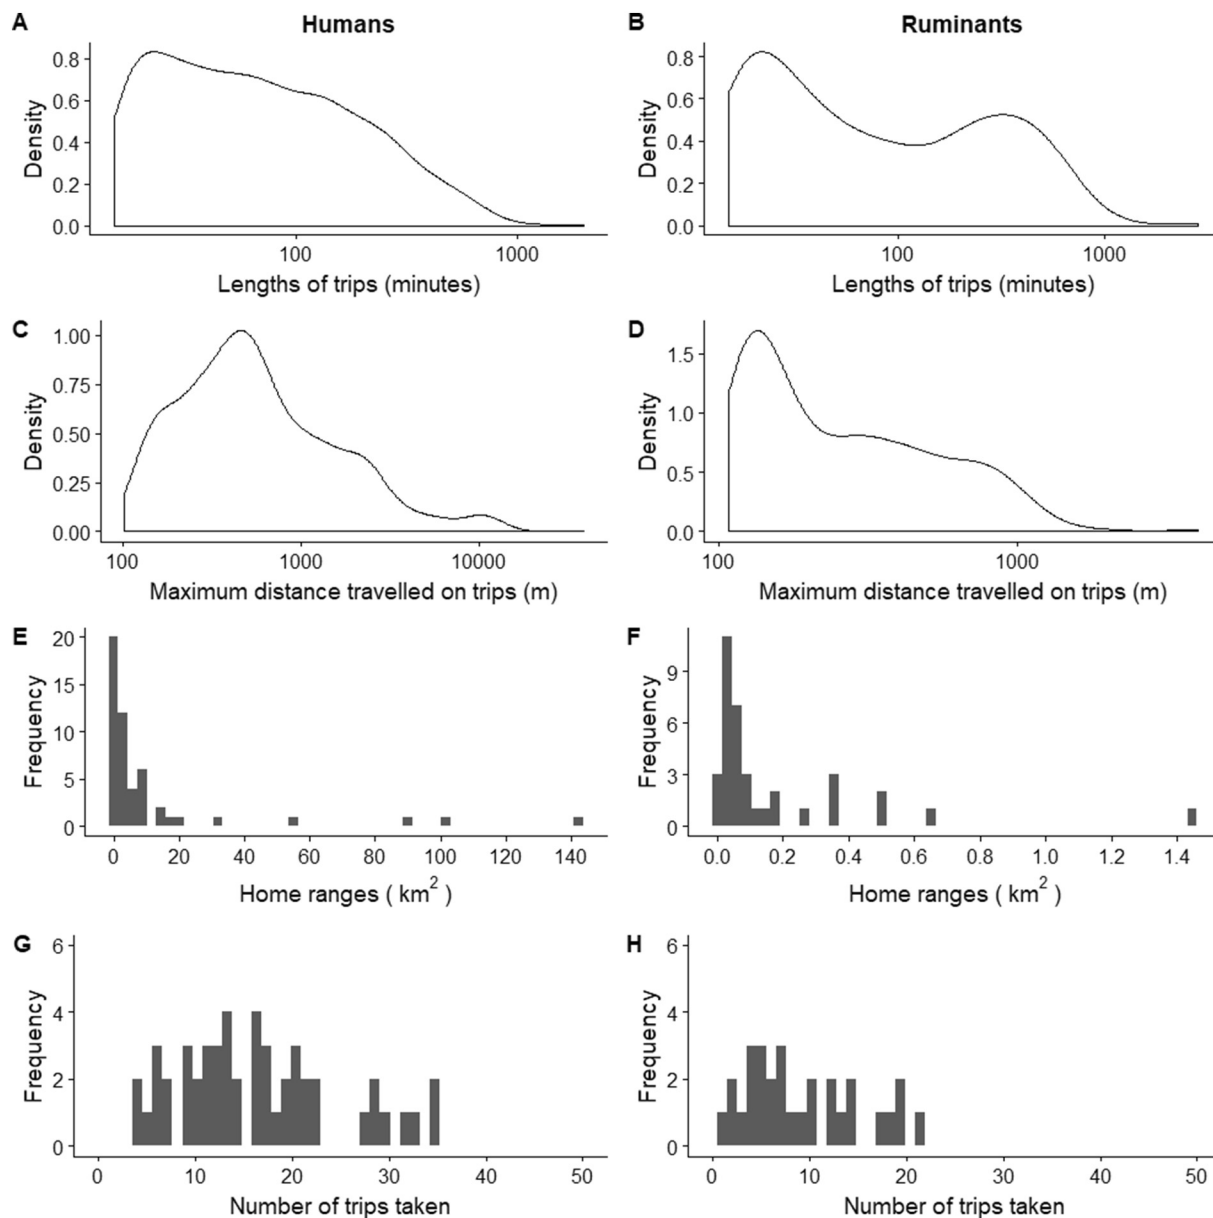 A Humans B Ruminants
0.8
0.6
0.4
0.2
0.0
Density
100 1000
Lengths of trips (minutes)
0.8
0.6
0.4
0.2
0.0
Density
100 1000
Lengths of trips (minutes)
C
1.00
0.75
0.50
0.25
0.00
Density
100 1000 10000
Maximum distance travelled on trips (m)
D
1.5
1.0
0.5
0.0
Density
100 1000
Maximum distance travelled on trips (m)
E
20
15
10
5
0
Frequency
0 20 40 60 80 100 120 140
Home ranges ( km² )
F
9
6
3
0
Frequency
0.0 0.2 0.4 0.6 0.8 1.0 1.2 1.4
Home ranges ( km² )
G
6
4
2
0
Frequency
0 10 20 30 40 50
Number of trips taken
H
6
4
2
0
Frequency
0 10 20 30 40 50
Number of trips taken